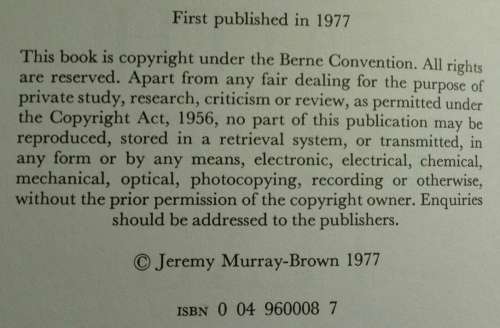 First published in 1977
This book is copyright under the Berne Convention. All rights
are reserved. Apart from any fair dealing for the purpose of
private study, research, criticism or review, as permitted under
the Copyright Act, 1956, no part of this publication may be
reproduced, stored in a retrieval system, or transmitted, in
any form or by any means, electronic, electrical, chemical,
mechanical, optical, photocopying, recording or otherwise,
without the prior permission of the copyright owner. Enquiries
should be addressed to the publishers.
© Jeremy Murray-Brown 1977
ISBN 0 04 960008 7